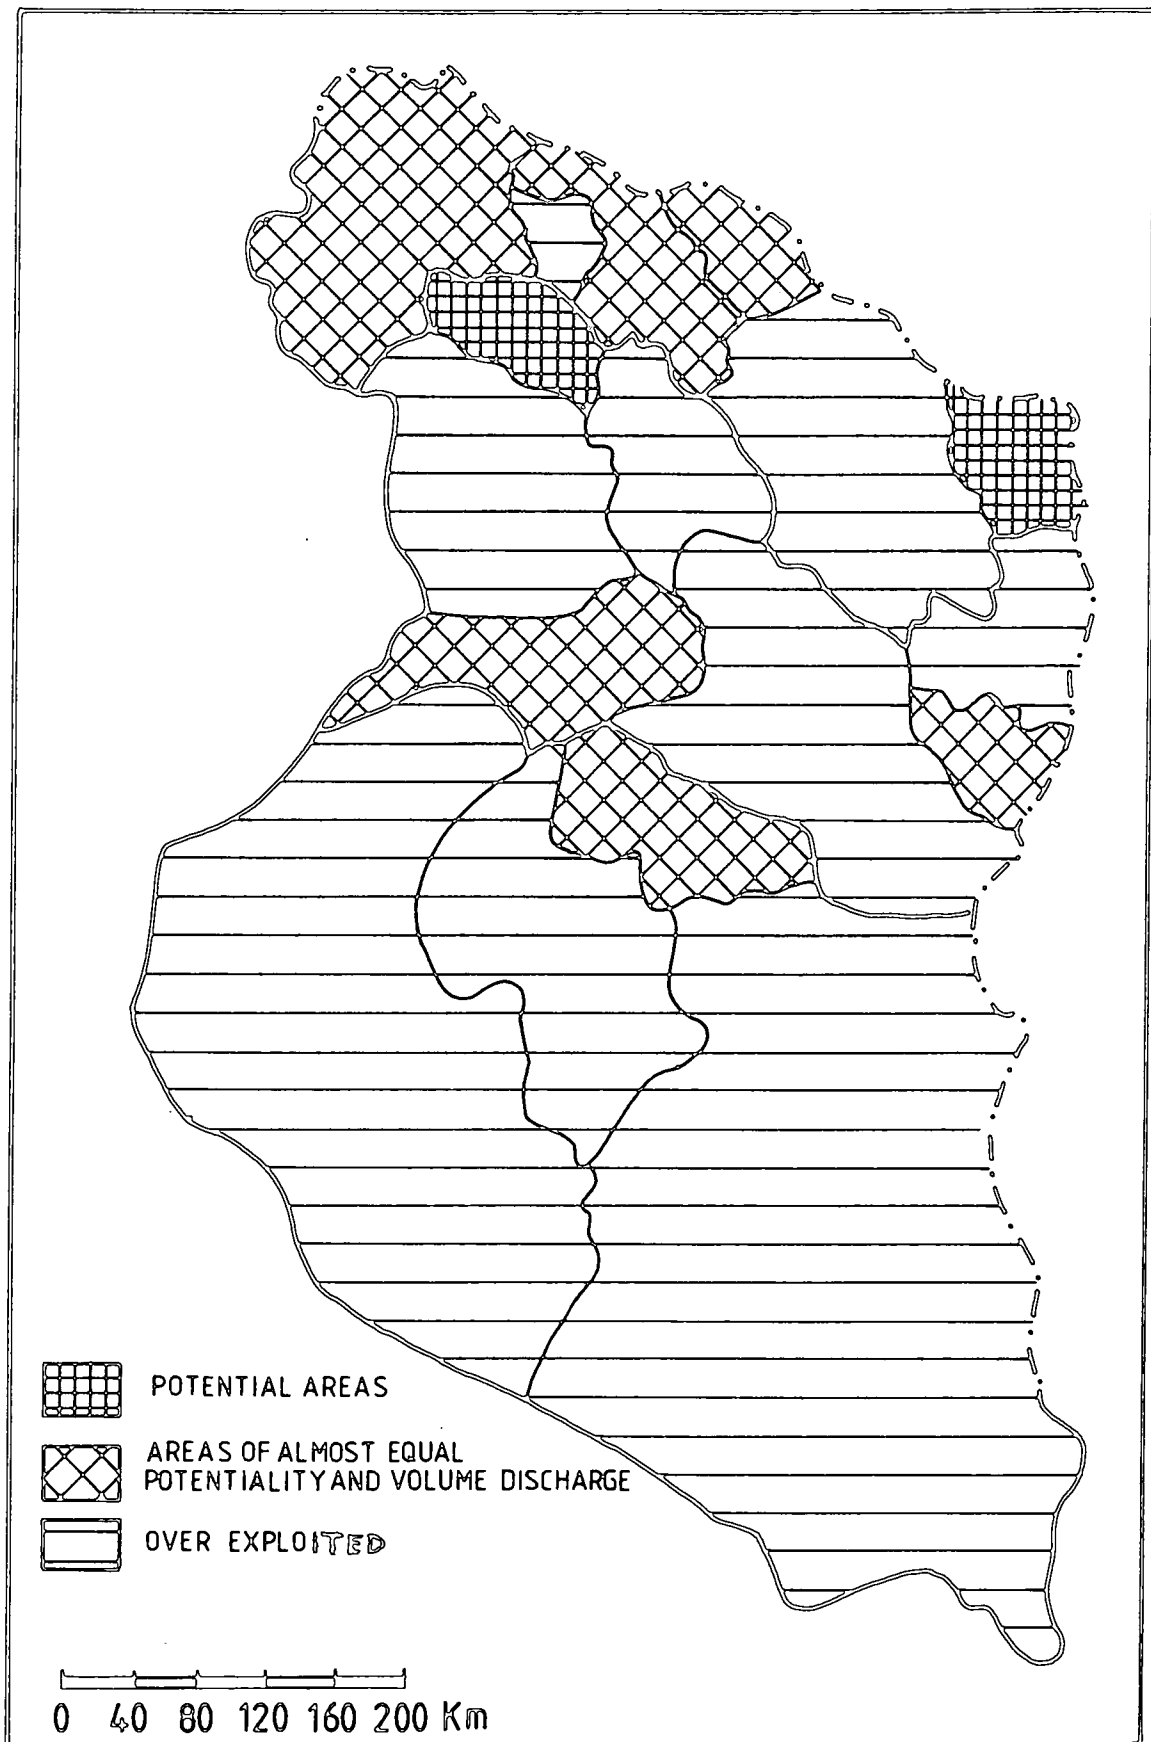 POTENTIAL AREAS
AREAS OF ALMOST EQUAL
POTENTIALITY AND VOLUME DISCHARGE
OVER EXPLOITED
0 40 80 120 160 200 Km